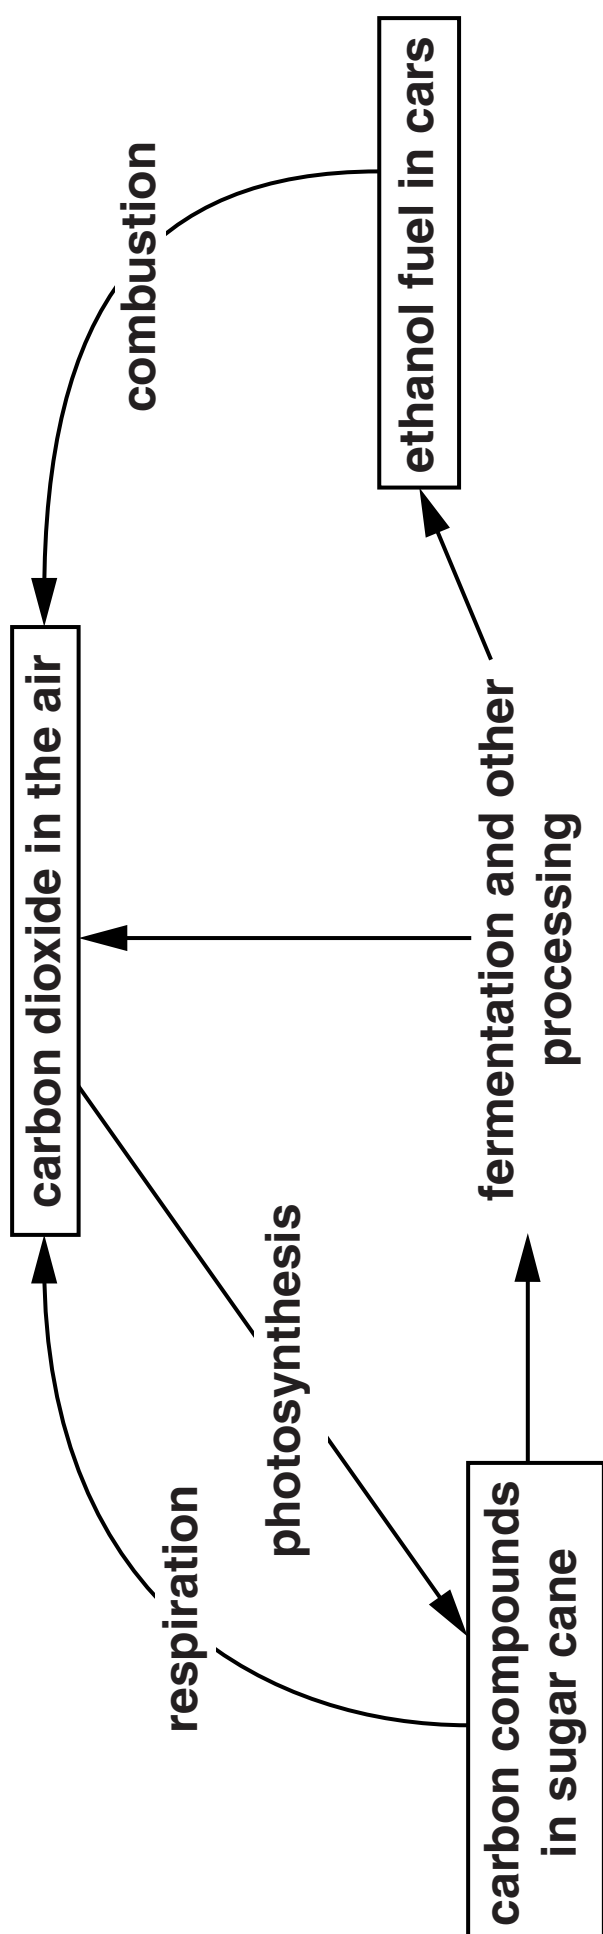 carbon dioxide in the air
respiration
combustion
photosynthesis
carbon compounds
in sugar cane
fermentation and other
processing
ethanol fuel in cars